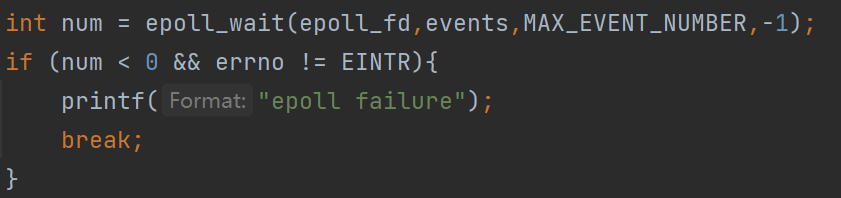 int num = epoll_wait(epoll_fd,events,MAX_EVENT_NUMBER,-1);
if (num < 0 && errno != EINTR){
    printf( Format: "epoll failure");
    break;
}